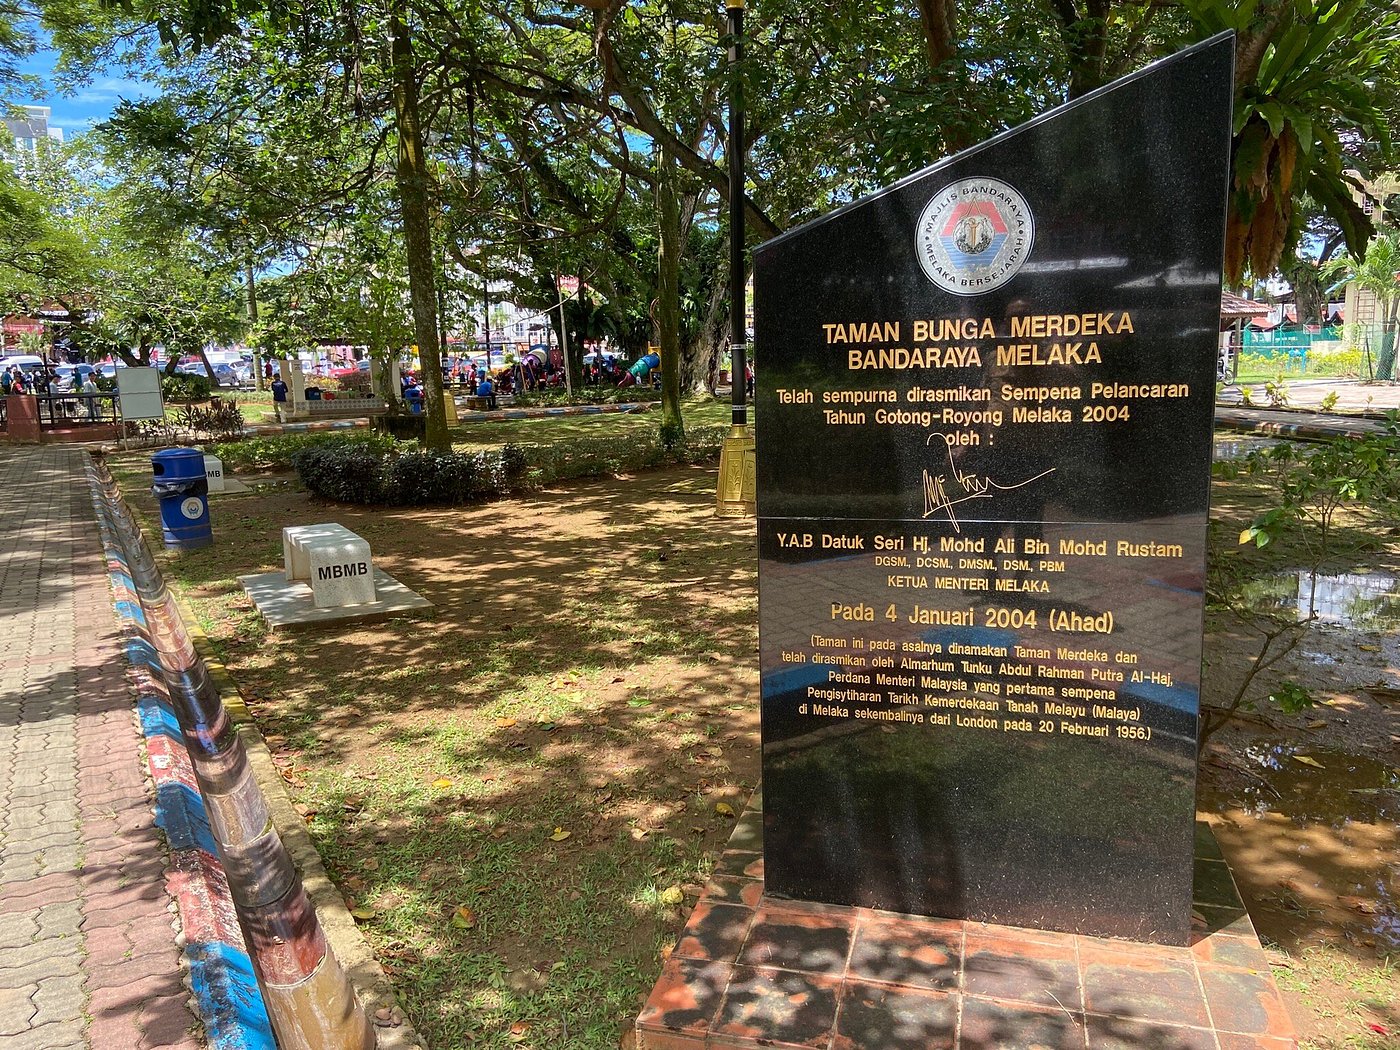 MAJLIS BANDARAYA
MELAKA BERSEJARAH
TAMAN BUNGA MERDEKA
BANDARAYA MELAKA
Telah sempurna dirasmikan Sempena Pelancaran
Tahun Gotong-Royong Melaka 2004
oleh :
Y.A.B Datuk Seri Hj. Mohd Ali Bin Mohd Rustam
DGSM., DCSM., DMSM., DSM., PBM
KETUA MENTERI MELAKA
Pada 4 Januari 2004 (Ahad)
(Taman ini pada asalnya dinamakan Taman Merdeka dan
telah dirasmikan oleh Almarhum Tunku Abdul Rahman Putra Al-Haj,
Perdana Menteri Malaysia yang pertama sempena
Pengisytiharan Tarikh Kemerdekaan Tanah Melayu (Malaya)
di Melaka sekembalinya dari London pada 20 Februari 1956.)
MBMB